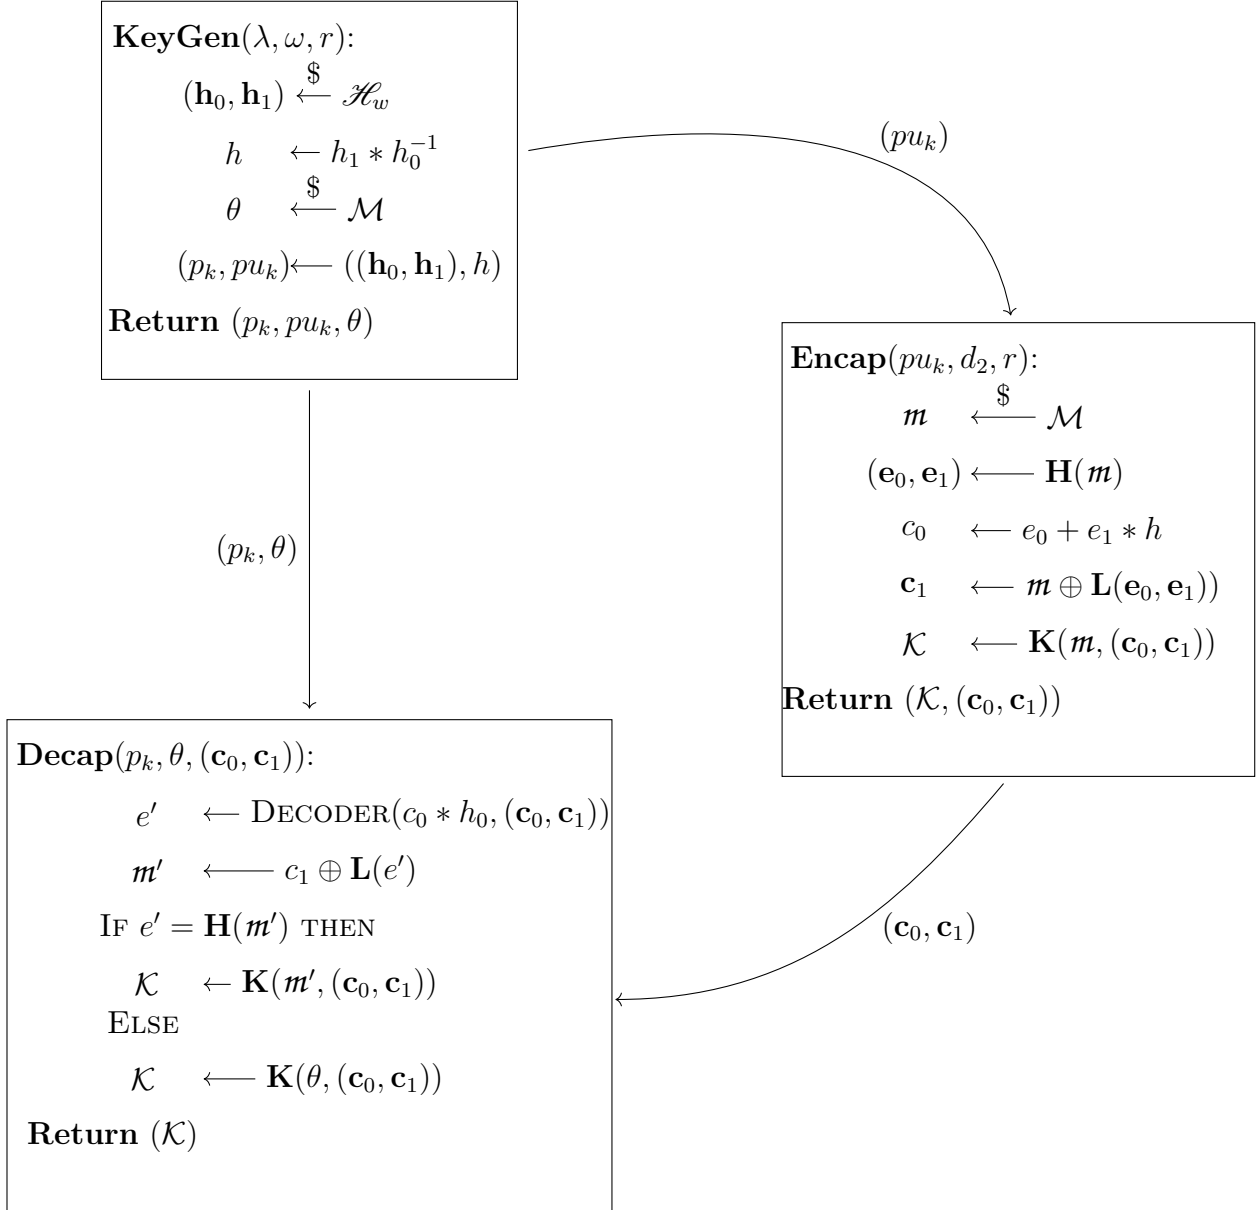 KeyGen(λ, ω, r):
(h₀, h₁) ←$ ℋ_w
h ← h₁ * h₀⁻¹
θ ←$ ℳ
(p_k, pu_k) ← ((h₀, h₁), h)
Return (p_k, pu_k, θ)
(pu_k)
Encap(pu_k, d₂, r):
𝓂 ←$ ℳ
(e₀, e₁) ← H(𝓂)
c₀ ← e₀ + e₁ * h
c₁ ← 𝓂 ⊕ L(e₀, e₁))
𝒦 ← K(𝓂, (c₀, c₁))
Return (𝒦, (c₀, c₁))
(p_k, θ)
(c₀, c₁)
Decap(p_k, θ, (c₀, c₁)):
e′ ← DECODER(c₀ * h₀, (c₀, c₁))
𝓂′ ← c₁ ⊕ L(e′)
IF e′ = H(𝓂′) THEN
𝒦 ← K(𝓂′, (c₀, c₁))
ELSE
𝒦 ← K(θ, (c₀, c₁))
Return (𝒦)